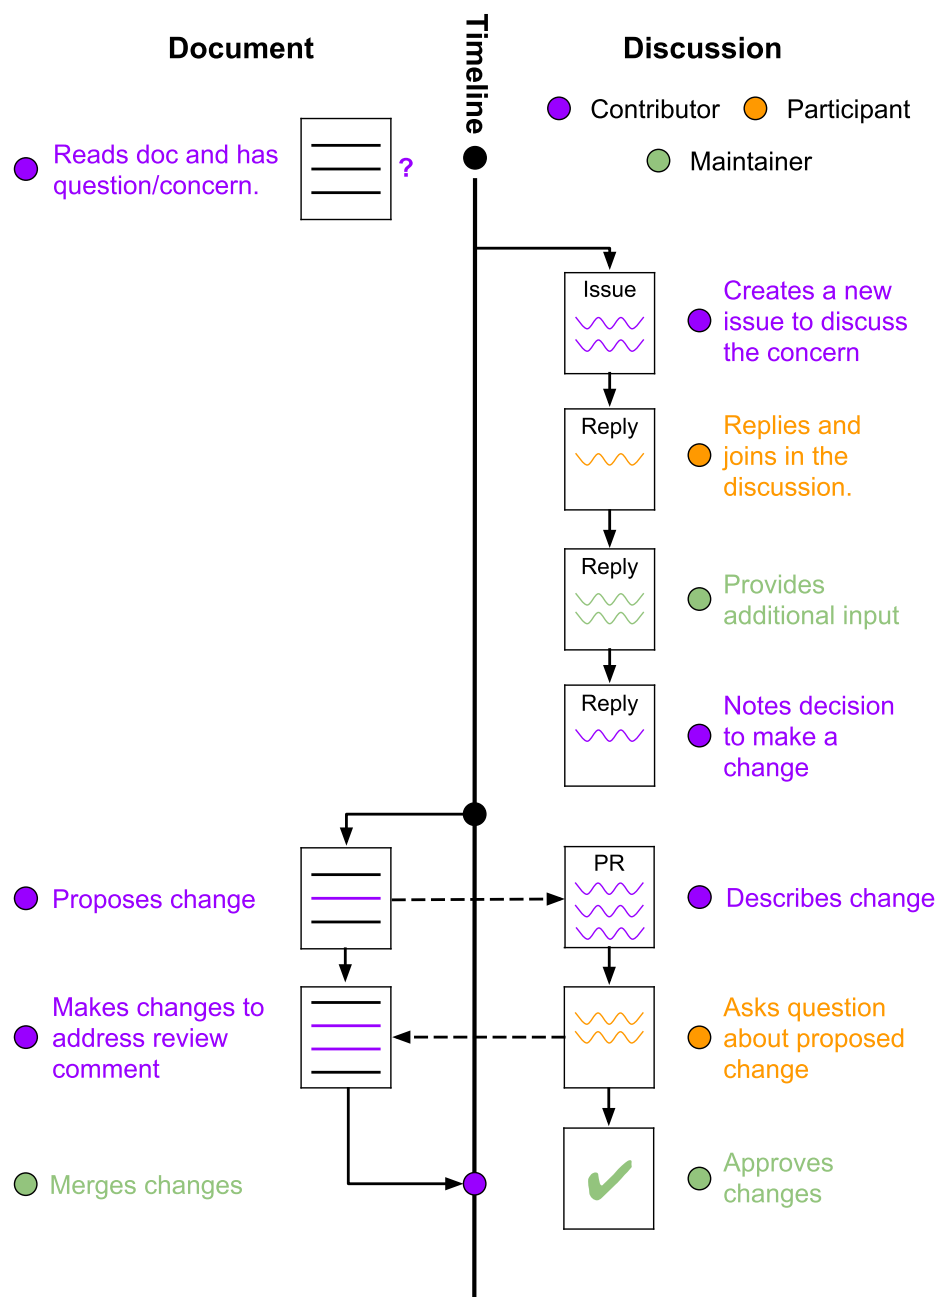 Document
Timeline
Discussion
Contributor
Participant
Maintainer
Reads doc and has
question/concern.
?
Issue
Creates a new
issue to discuss
the concern
Reply
Replies and
joins in the
discussion.
Reply
Provides
additional input
Reply
Notes decision
to make a
change
Proposes change
PR
Describes change
Makes changes to
address review
comment
Asks question
about proposed
change
Merges changes
Approves
changes